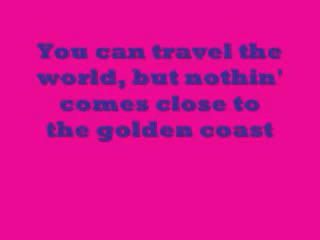 You can travel the
world, but nothin'
comes close to
the golden coast